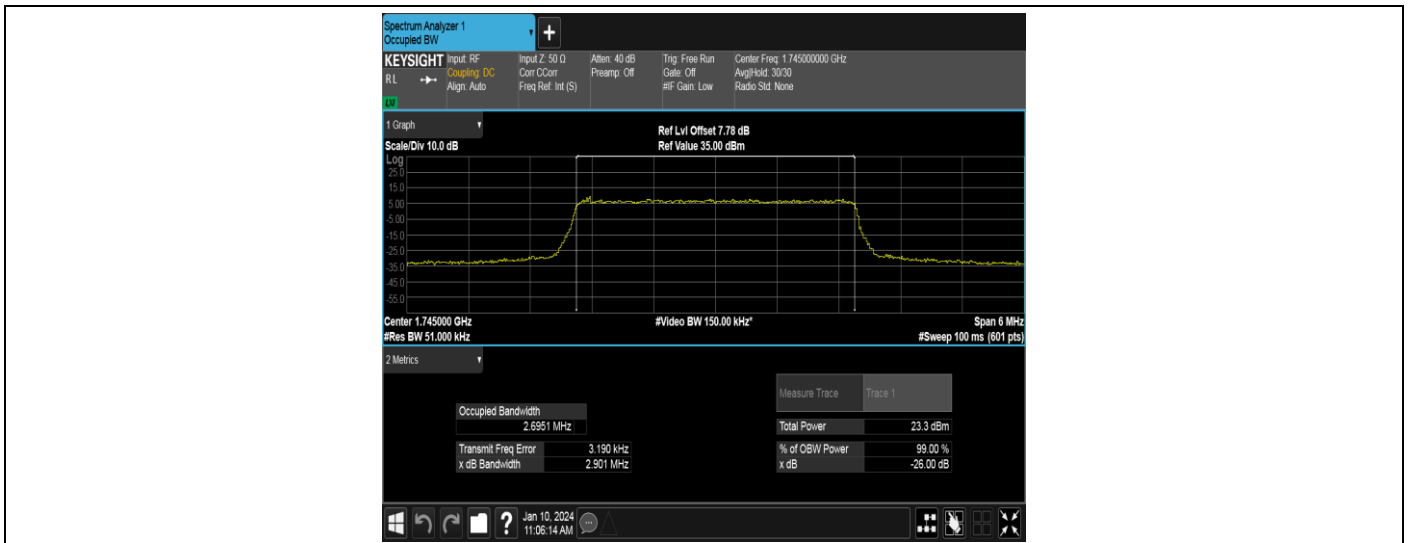 Spectrum Analyzer 1
Occupied BW
+
KEYSIGHT Input: RF Input Z: 50 Ω Atten: 40 dB Trig: Free Run Center Freq: 1.745000000 GHz
RL Coupling: DC Corr CCorr Preamp: Off Gate: Off Avg|Hold: 30/30
Align: Auto Freq Ref: Int (S) #IF Gain: Low Radio Std: None
LXI
1 Graph
Ref Lvl Offset 7.78 dB
Scale/Div 10.0 dB Ref Value 35.00 dBm
Log
25.0
15.0
5.00
-5.00
-15.0
-25.0
-35.0
-45.0
-55.0
Center 1.745000 GHz #Video BW 150.00 kHz* Span 6 MHz
#Res BW 51.000 kHz #Sweep 100 ms (601 pts)
2 Metrics
Measure Trace Trace 1
Occupied Bandwidth
2.6951 MHz Total Power 23.3 dBm
Transmit Freq Error 3.190 kHz % of OBW Power 99.00 %
x dB Bandwidth 2.901 MHz x dB -26.00 dB
? Jan 10, 2024
11:06:14 AM